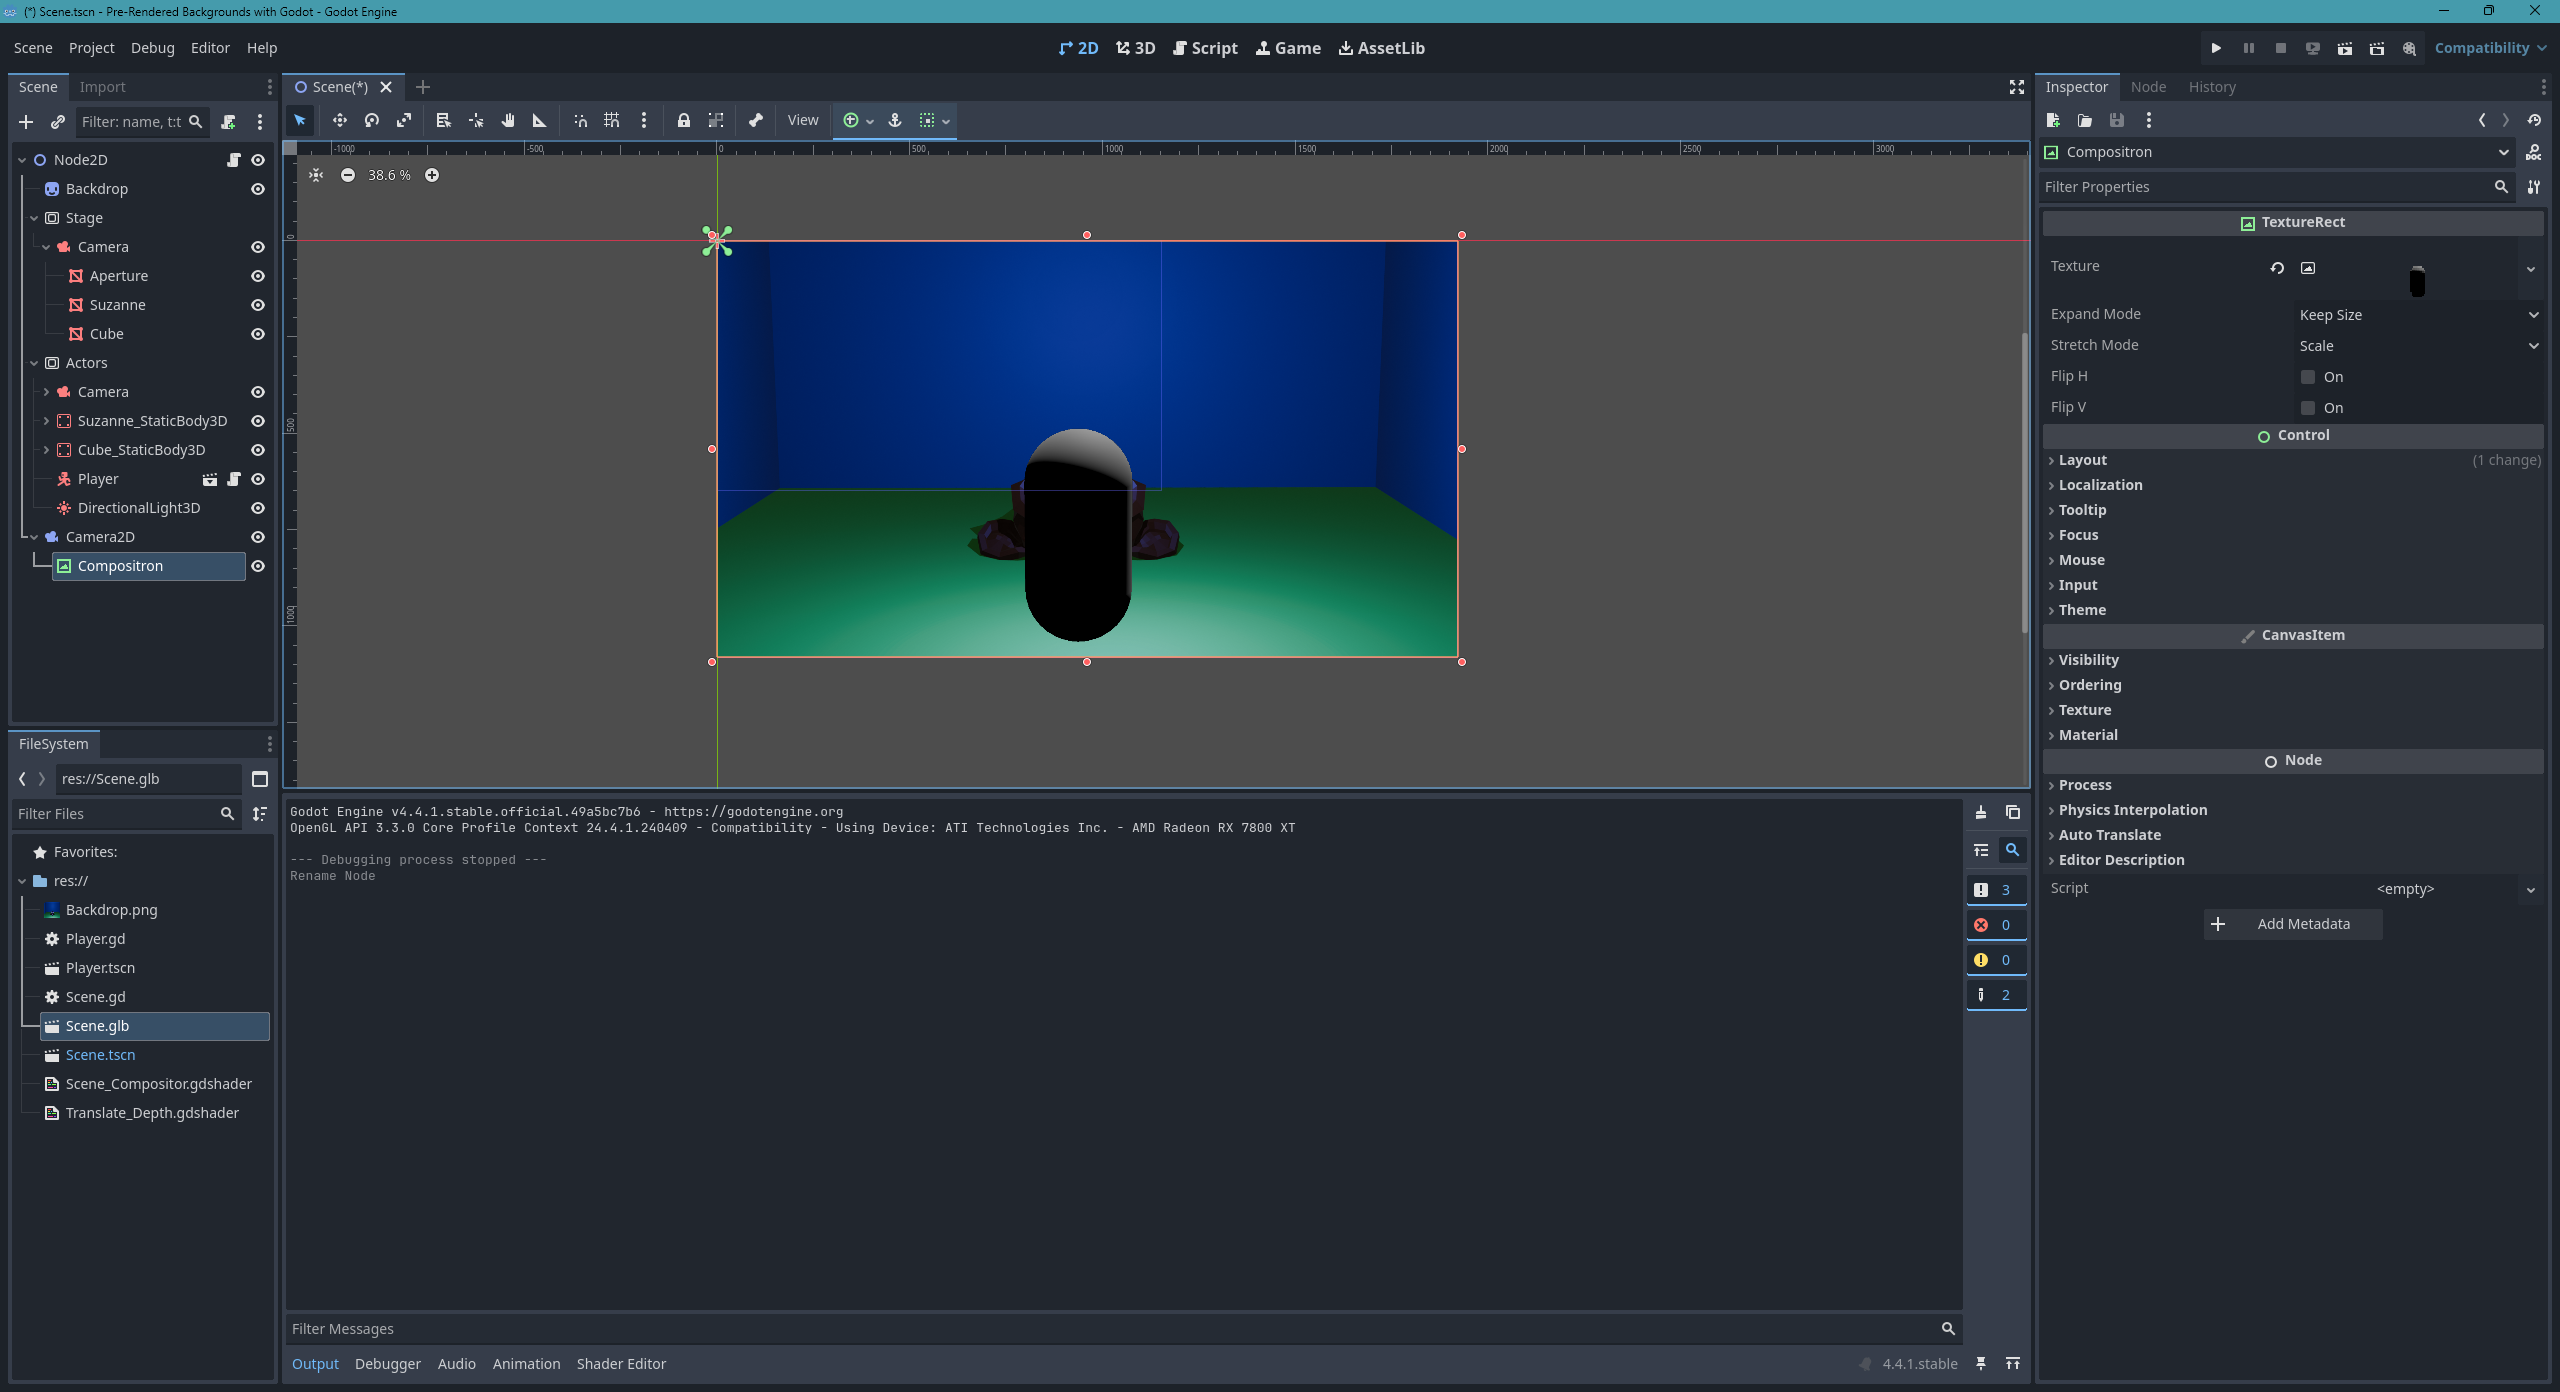 (*) Scene.tscn - Pre-Rendered Backgrounds with Godot - Godot Engine
Scene Project Debug Editor Help
2D 3D Script Game AssetLib
Compatibility
Scene Import
Filter: name, t:t
Node2D
Backdrop
Stage
Camera
Aperture
Suzanne
Cube
Actors
Camera
Suzanne_StaticBody3D
Cube_StaticBody3D
Player
DirectionalLight3D
Camera2D
Compositron
FileSystem
res://Scene.glb
Filter Files
Favorites:
res://
Backdrop.png
Player.gd
Player.tscn
Scene.gd
Scene.glb
Scene.tscn
Scene_Compositor.gdshader
Translate_Depth.gdshader
Scene(*)
View
-1000 -500 0 500 1000 1500 2000 2500 3000
38.6 %
0
500
1000
Godot Engine v4.4.1.stable.official.49a5bc7b6 - https://godotengine.org
OpenGL API 3.3.0 Core Profile Context 24.4.1.240409 - Compatibility - Using Device: ATI Technologies Inc. - AMD Radeon RX 7800 XT
--- Debugging process stopped ---
Rename Node
3
0
0
2
Filter Messages
Output Debugger Audio Animation Shader Editor
4.4.1.stable
Inspector Node History
Compositron
DOC
Filter Properties
TextureRect
Texture
Expand Mode Keep Size
Stretch Mode Scale
Flip H On
Flip V On
Control
Layout (1 change)
Localization
Tooltip
Focus
Mouse
Input
Theme
CanvasItem
Visibility
Ordering
Texture
Material
Node
Process
Physics Interpolation
Auto Translate
Editor Description
Script <empty>
Add Metadata